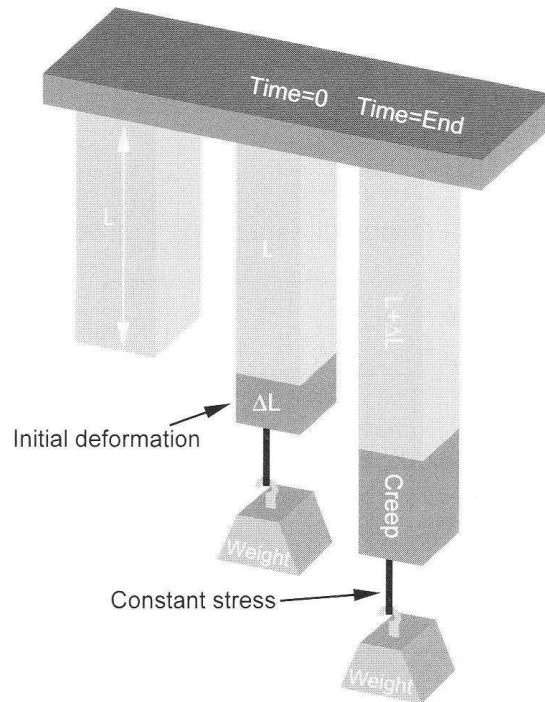 Time=0
Time=End
L
L
L+ΔL
ΔL
Initial deformation
Creep
Weight
Constant stress
Weight